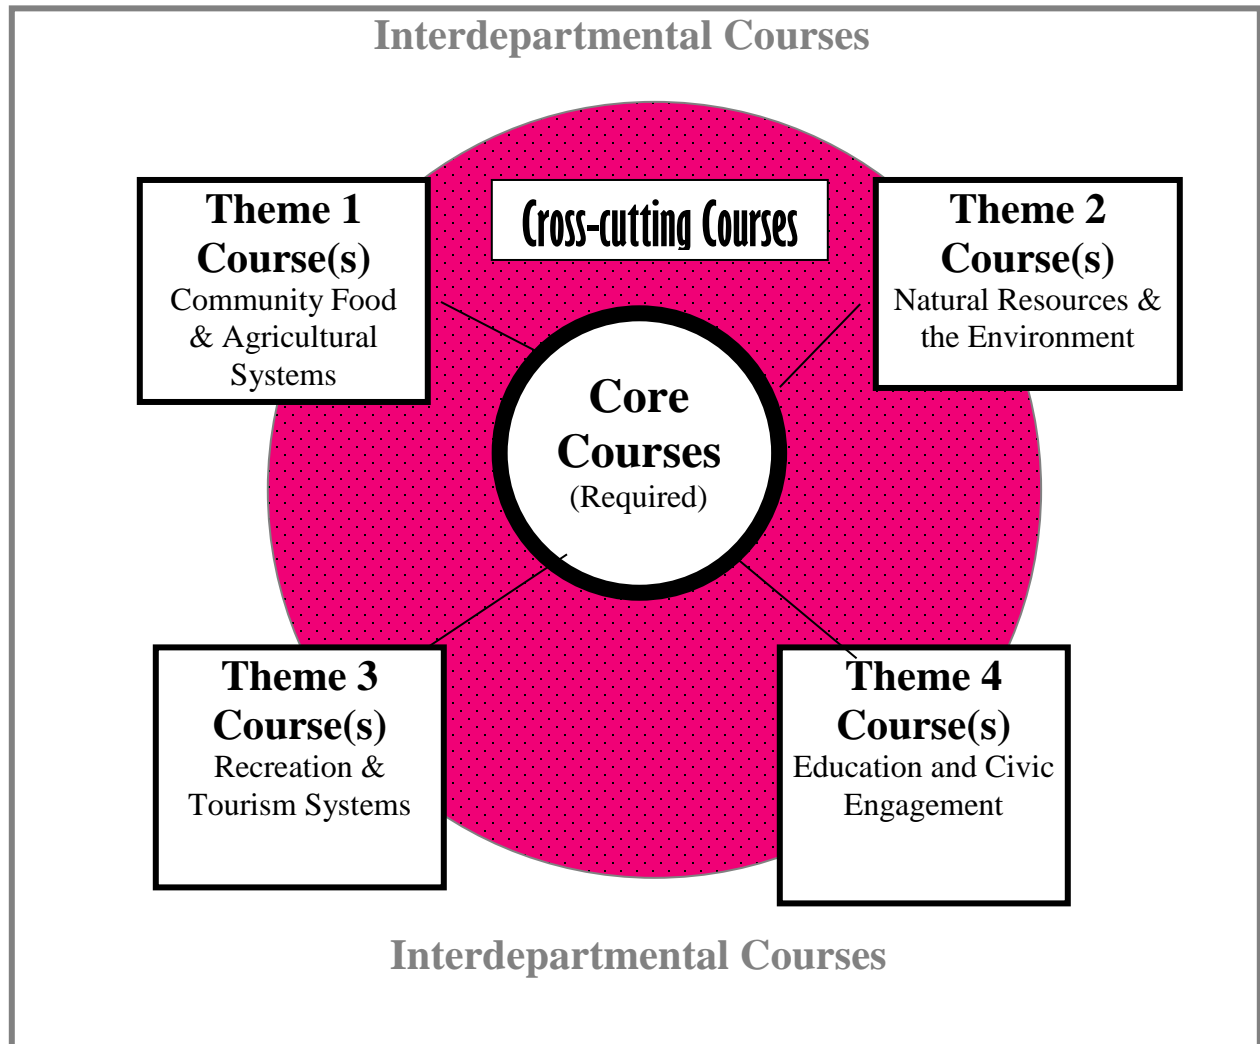 Interdepartmental Courses
Cross-cutting Courses
Theme 1
Course(s)
Community Food
& Agricultural
Systems
Theme 2
Course(s)
Natural Resources &
the Environment
Core
Courses
(Required)
Theme 3
Course(s)
Recreation &
Tourism Systems
Theme 4
Course(s)
Education and Civic
Engagement
Interdepartmental Courses